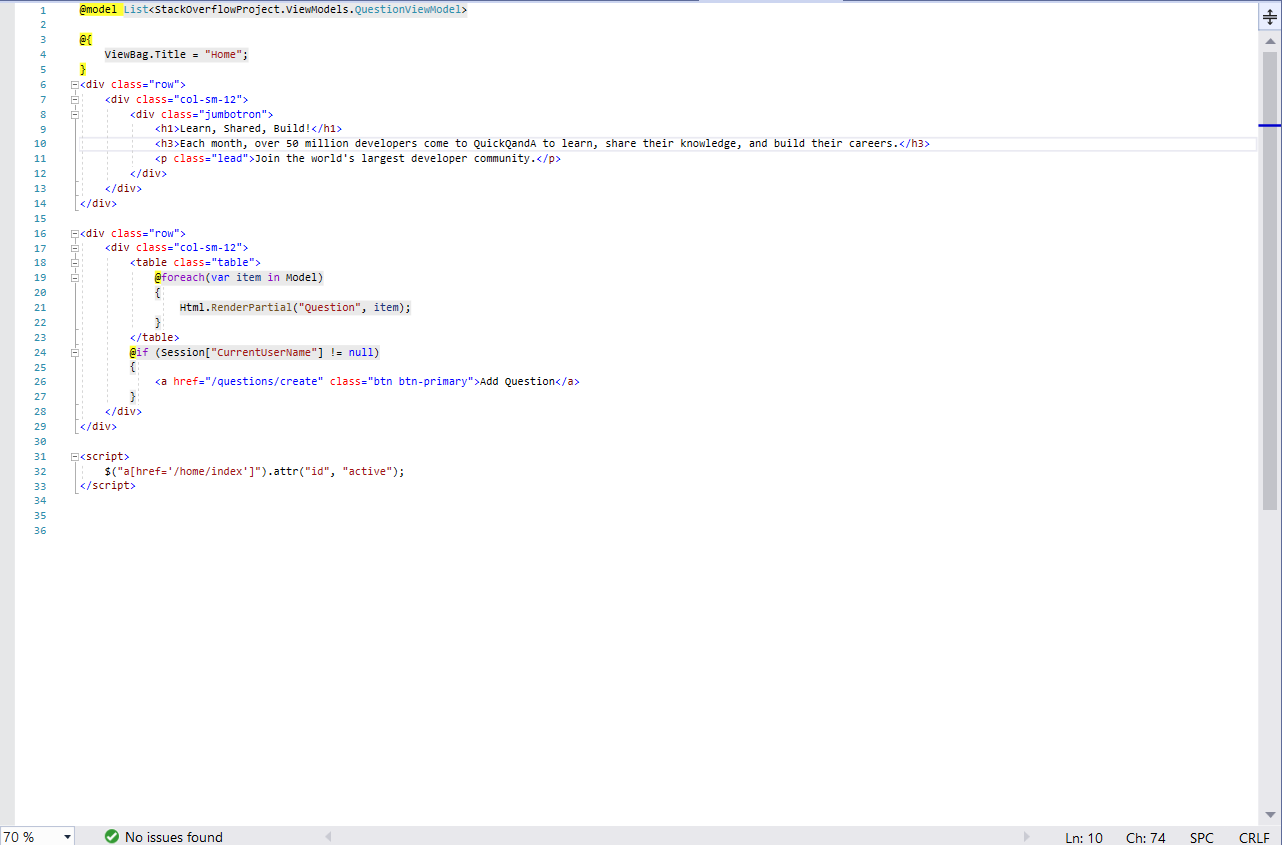 1 @model List<StackOverflowProject.ViewModels.QuestionViewModel>
2
3 @{
4     ViewBag.Title = "Home";
5 }
6 <div class="row">
7     <div class="col-sm-12">
8         <div class="jumbotron">
9             <h1>Learn, Shared, Build!</h1>
10             <h3>Each month, over 50 million developers come to QuickQandA to learn, share their knowledge, and build their careers.</h3>
11             <p class="lead">Join the world's largest developer community.</p>
12         </div>
13     </div>
14 </div>
15
16 <div class="row">
17     <div class="col-sm-12">
18         <table class="table">
19             @foreach(var item in Model)
20             {
21                 Html.RenderPartial("Question", item);
22             }
23         </table>
24         @if (Session["CurrentUserName"] != null)
25         {
26             <a href="/questions/create" class="btn btn-primary">Add Question</a>
27         }
28     </div>
29 </div>
30
31 <script>
32     $("a[href='/home/index']").attr("id", "active");
33 </script>
34
35
36
70 % No issues found Ln: 10 Ch: 74 SPC CRLF